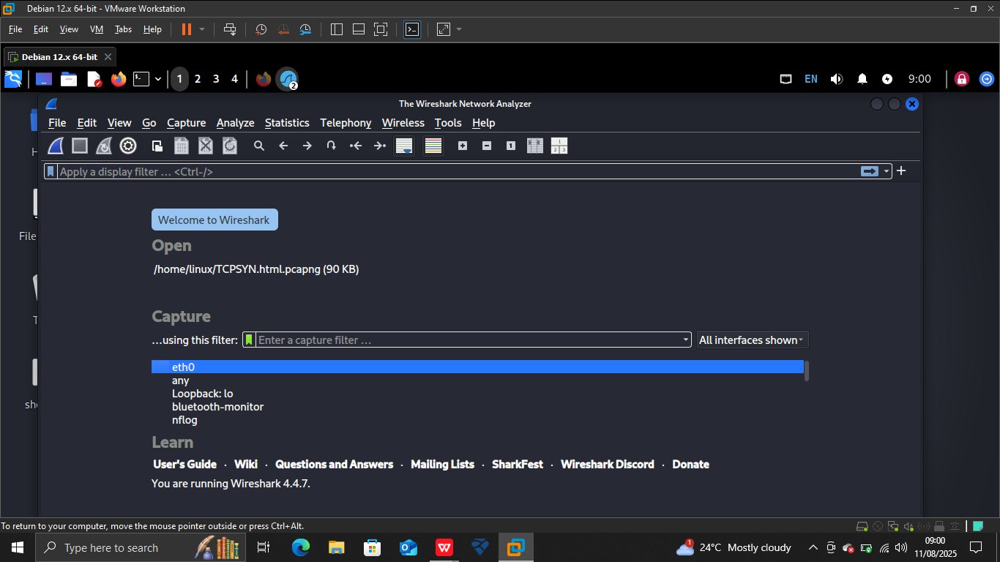 Debian 12.x 64-bit - VMware Workstation
File Edit View VM Tabs Help
Debian 12.x 64-bit
1 2 3 4 2 EN 9:00
The Wireshark Network Analyzer
File Edit View Go Capture Analyze Statistics Telephony Wireless Tools Help
1
1 2 3
Apply a display filter … <Ctrl-/>
H
File
T
sh
Welcome to Wireshark
Open
/home/linux/TCPSYN.html.pcapng (90 KB)
Capture
…using this filter: Enter a capture filter … All interfaces shown
eth0
any
Loopback: lo
bluetooth-monitor
nflog
Learn
User's Guide · Wiki · Questions and Answers · Mailing Lists · SharkFest · Wireshark Discord · Donate
You are running Wireshark 4.4.7.
To return to your computer, move the mouse pointer outside or press Ctrl+Alt.
Type here to search
1 24°C Mostly cloudy
09:00
11/08/2025